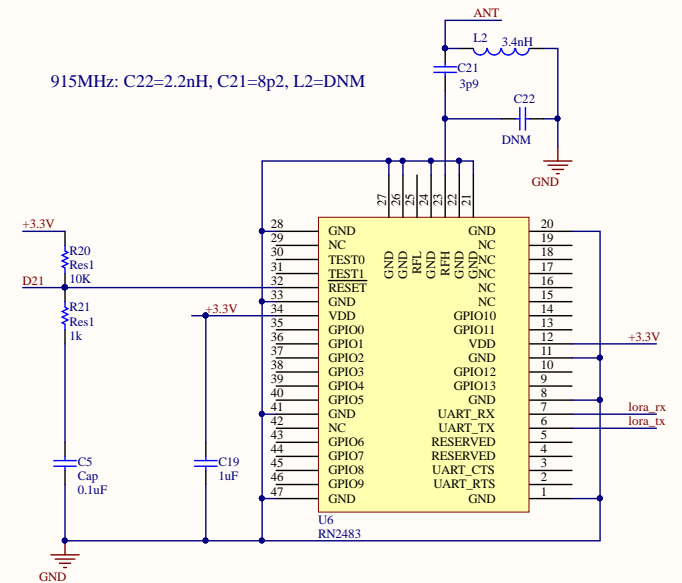 ANT
L2
3.4nH
915MHz: C22=2.2nH, C21=8p2, L2=DNM
C21
3p9
C22
DNM
GND
27
26
25
24
23
22
21
GND
GND
RFL
GND
RFH
GND
GND
+3.3V
R20
Res1
10K
D21
R21
Res1
1k
+3.3V
C5
Cap
0.1uF
C19
1uF
GND
28 GND
29 NC
30 TEST0
31 TEST1
32 RESET
33 GND
34 VDD
35 GPIO0
36 GPIO1
37 GPIO2
38 GPIO3
39 GPIO4
40 GPIO5
41 GND
42 NC
43 GPIO6
44 GPIO7
45 GPIO8
46 GPIO9
47 GND
GND 20
NC 19
NC 18
NC 17
NC 16
NC 15
GPIO10 14
GPIO11 13
VDD 12 +3.3V
GND 11
GPIO12 10
GPIO13 9
GND 8
UART_RX 7 lora_rx
UART_TX 6 lora_tx
RESERVED 5
RESERVED 4
UART_CTS 3
UART_RTS 2
GND 1
U6
RN2483